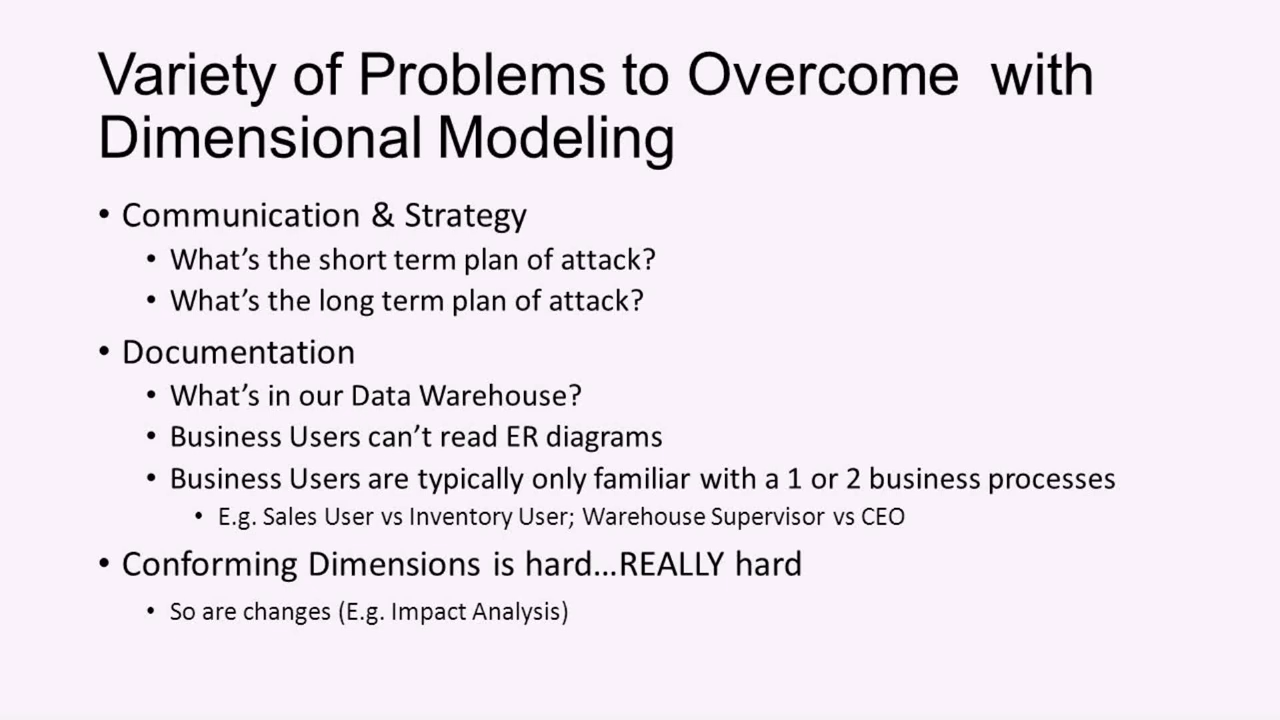 Variety of Problems to Overcome  with
Dimensional Modeling
• Communication & Strategy
• What’s the short term plan of attack?
• What’s the long term plan of attack?
• Documentation
• What’s in our Data Warehouse?
• Business Users can’t read ER diagrams
• Business Users are typically only familiar with a 1 or 2 business processes
• E.g. Sales User vs Inventory User; Warehouse Supervisor vs CEO
• Conforming Dimensions is hard…REALLY hard
• So are changes (E.g. Impact Analysis)